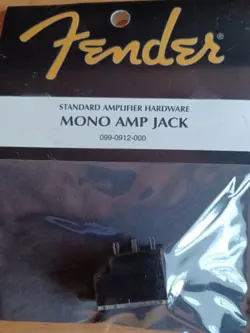 Fender
STANDARD AMPLIFIER HARDWARE
MONO AMP JACK
099-0912-000